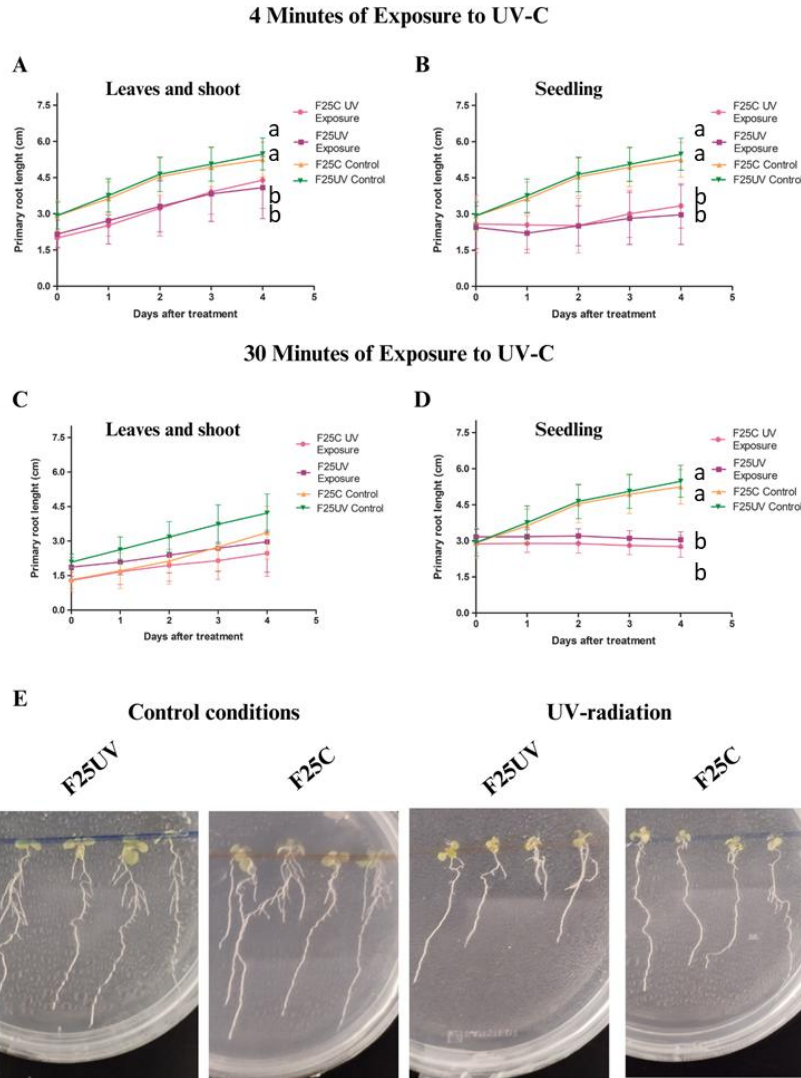 4 Minutes of Exposure to UV-C
A
Leaves and shoot
Primary root lenght (cm)
7.5
6.0
4.5
3.0
1.5
0.0
0 1 2 3 4 5
Days after treatment
F25C UV
Exposure
F25UV
Exposure
F25C Control
F25UV Control
a
a
b
b
B
Seedling
Primary root lenght (cm)
7.5
6.0
4.5
3.0
1.5
0.0
0 1 2 3 4 5
Days after treatment
F25C UV
Exposure
F25UV
Exposure
F25C Control
F25UV Control
a
a
b
b
30 Minutes of Exposure to UV-C
C
Leaves and shoot
Primary root lenght (cm)
7.5
6.0
4.5
3.0
1.5
0.0
0 1 2 3 4 5
Days after treatment
F25C UV
Exposure
F25UV
Exposure
F25C Control
F25UV Control
D
Seedling
Primary root lenght (cm)
7.5
6.0
4.5
3.0
1.5
0.0
0 1 2 3 4 5
Days after treatment
F25C UV
Exposure
F25UV
Exposure
F25C Control
F25UV Control
a
a
b
b
E
Control conditions
UV-radiation
F25UV
F25C
F25UV
F25C